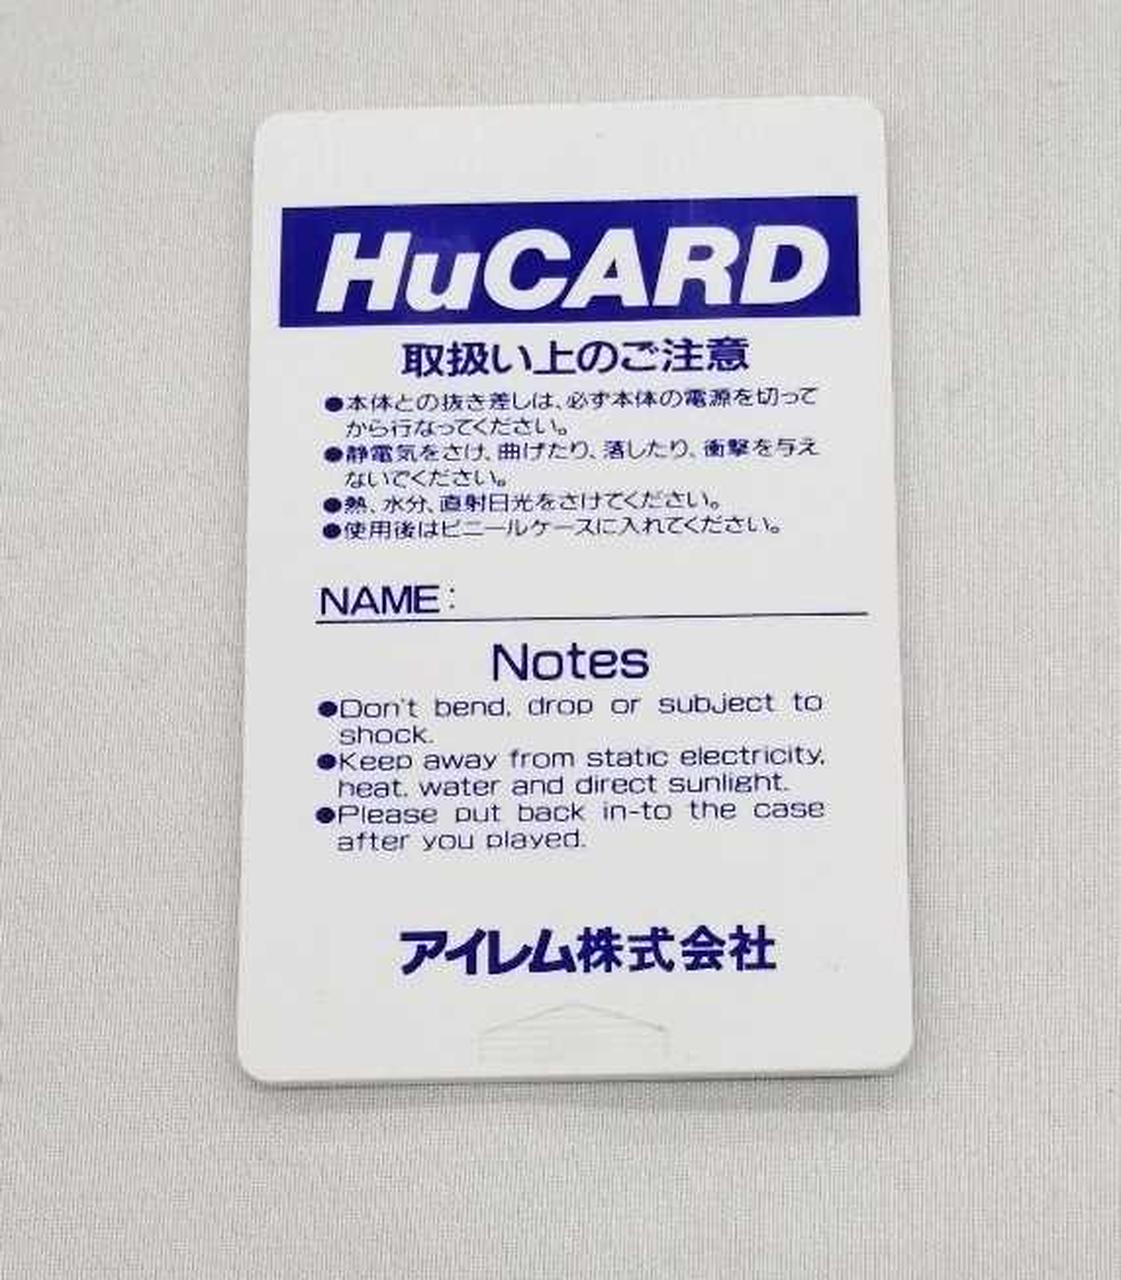 HuCARD
取扱い上のご注意
●本体との抜き差しは、必ず本体の電源を切って
から行なってください。
●静電気をさけ、曲げたり、落したり、衝撃を与え
ないでください。
●熱、水分、直射日光をさけてください。
●使用後はビニールケースに入れてください。
NAME:
Notes
●Don't bend, drop or subject to
shock.
●Keep away from static electricity,
heat, water and direct sunlight.
●Please put back in-to the case
after you played.
アイレム株式会社